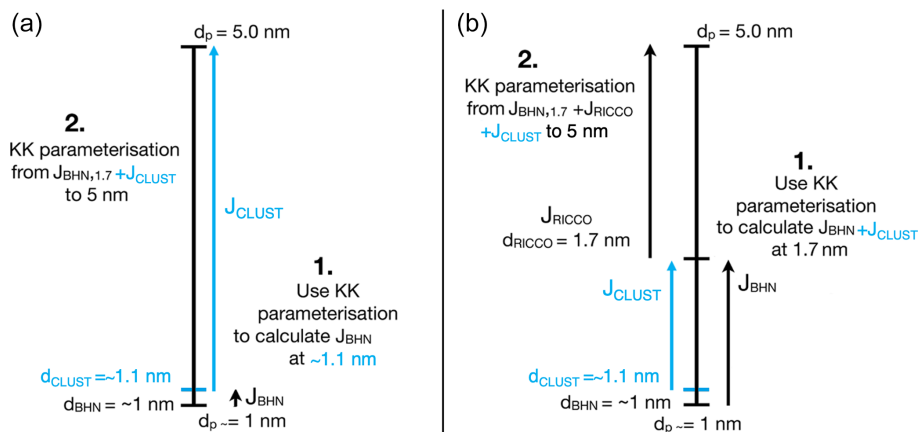 (a)
dp = 5.0 nm
2.
KK parameterisation
from JBHN,1.7 +JCLUST
to 5 nm
JCLUST
1.
Use KK
parameterisation
to calculate JBHN
at ~1.1 nm
dCLUST =~1.1 nm
dBHN = ~1 nm
JBHN
dp ~= 1 nm
(b)
dp = 5.0 nm
2.
KK parameterisation
from JBHN,1.7 +JRICCO
+JCLUST to 5 nm
1.
Use KK
parameterisation
to calculate JBHN +JCLUST
at 1.7 nm
JRICCO
dRICCO = 1.7 nm
JCLUST
JBHN
dCLUST =~1.1 nm
dBHN = ~1 nm
dp ~= 1 nm